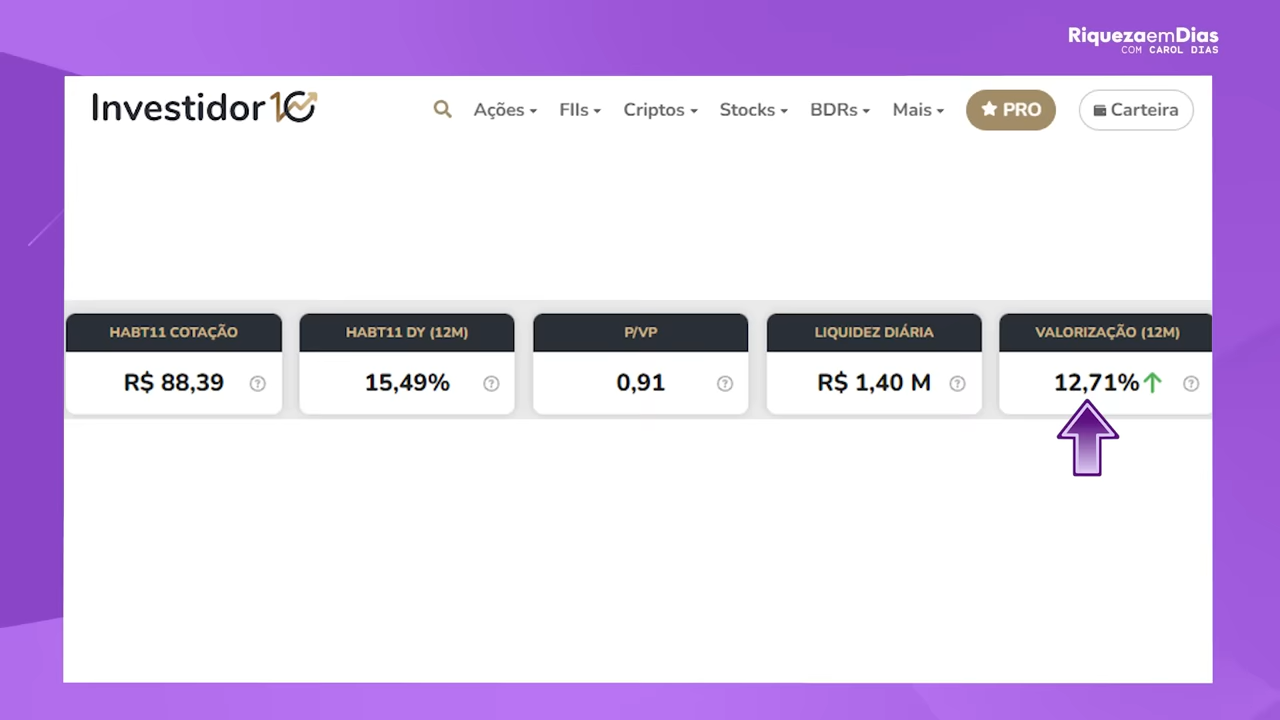 RiquezaemDias
COM CAROL DIAS
Investidor10
Ações
FIIs
Criptos
Stocks
BDRs
Mais
PRO
Carteira
HABT11 COTAÇÃO
R$ 88,39
HABT11 DY (12M)
15,49%
P/VP
0,91
LIQUIDEZ DIÁRIA
R$ 1,40 M
VALORIZAÇÃO (12M)
12,71%